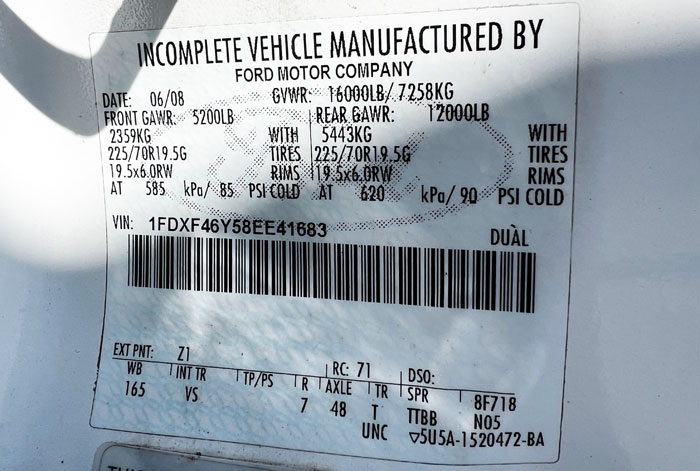 INCOMPLETE VEHICLE MANUFACTURED BY
FORD MOTOR COMPANY
DATE: 06/08 GVWR: 16000LB/ 7258KG
FRONT GAWR: 5200LB REAR GAWR: 12000LB
2359KG WITH 5443KG WITH
225/70R19.5G TIRES 225/70R19.5G TIRES
19.5x6.0RW RIMS 19.5x6.0RW RIMS
AT 585 kPa/ 85 PSI COLD AT 620 kPa/ 90 PSI COLD
VIN: 1FDXF46Y58EE41683 DUÀL
EXT PNT: Z1 RC: 71 DSO:
WB INT TR TP/PS R AXLE TR SPR 8F718
165 VS 7 48 T TTBB N05
UNC ▽5U5A-1520472-BA